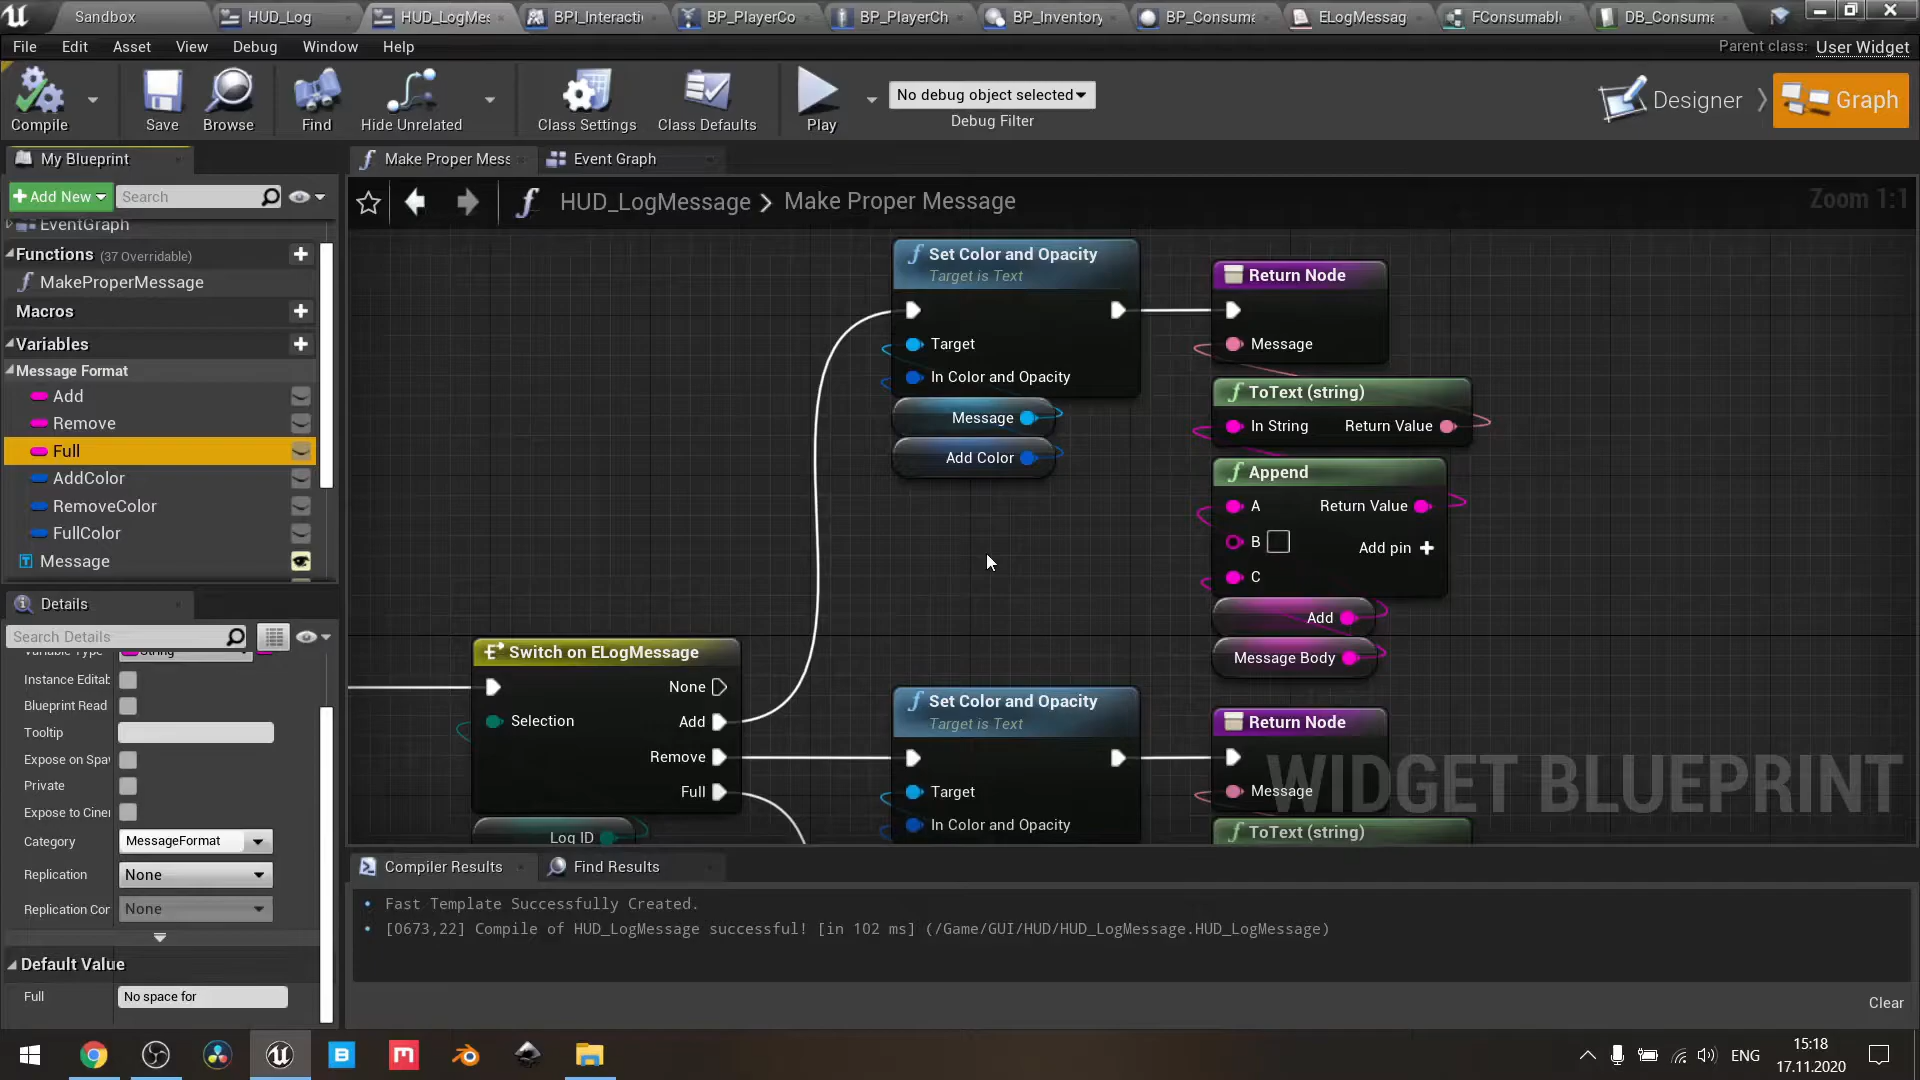 Sandbox
HUD_Log
HUD_LogMes
BPI_Interacti
BP_PlayerCo
BP_PlayerCh
BP_Inventory
BP_Consum
ELogMessag
FConsumabl
DB_Consum
File Edit Asset View Debug Window Help
Parent class: User Widget
Compile
Save
Browse
Find
Hide Unrelated
Class Settings
Class Defaults
Play
No debug object selected
Debug Filter
Designer
Graph
My Blueprint
Add New
Search
EventGraph
Functions (37 Overridable)
MakeProperMessage
Macros
Variables
Message Format
Add
Remove
Full
AddColor
RemoveColor
FullColor
Message
Details
Search Details
Variable Type
String
Instance Editab
Blueprint Read
Tooltip
Expose on Spa
Private
Expose to Cine
Category MessageFormat
Replication None
Replication Con None
Default Value
Full No space for
Make Proper Mess
Event Graph
HUD_LogMessage > Make Proper Message
Zoom 1:1
Set Color and Opacity
Target is Text
Target
In Color and Opacity
Message
Add Color
Return Node
Message
ToText (string)
In String Return Value
Append
A Return Value
B Add pin
C
Add
Message Body
Switch on ELogMessage
None
Selection Add
Remove
Full
Log ID
Set Color and Opacity
Target is Text
Target
In Color and Opacity
Return Node
Message
ToText (string)
WIDGET BLUEPRINT
Compiler Results
Find Results
Fast Template Successfully Created.
[0673,22] Compile of HUD_LogMessage successful! [in 102 ms] (/Game/GUI/HUD/HUD_LogMessage.HUD_LogMessage)
Clear
ENG
15:18
17.11.2020